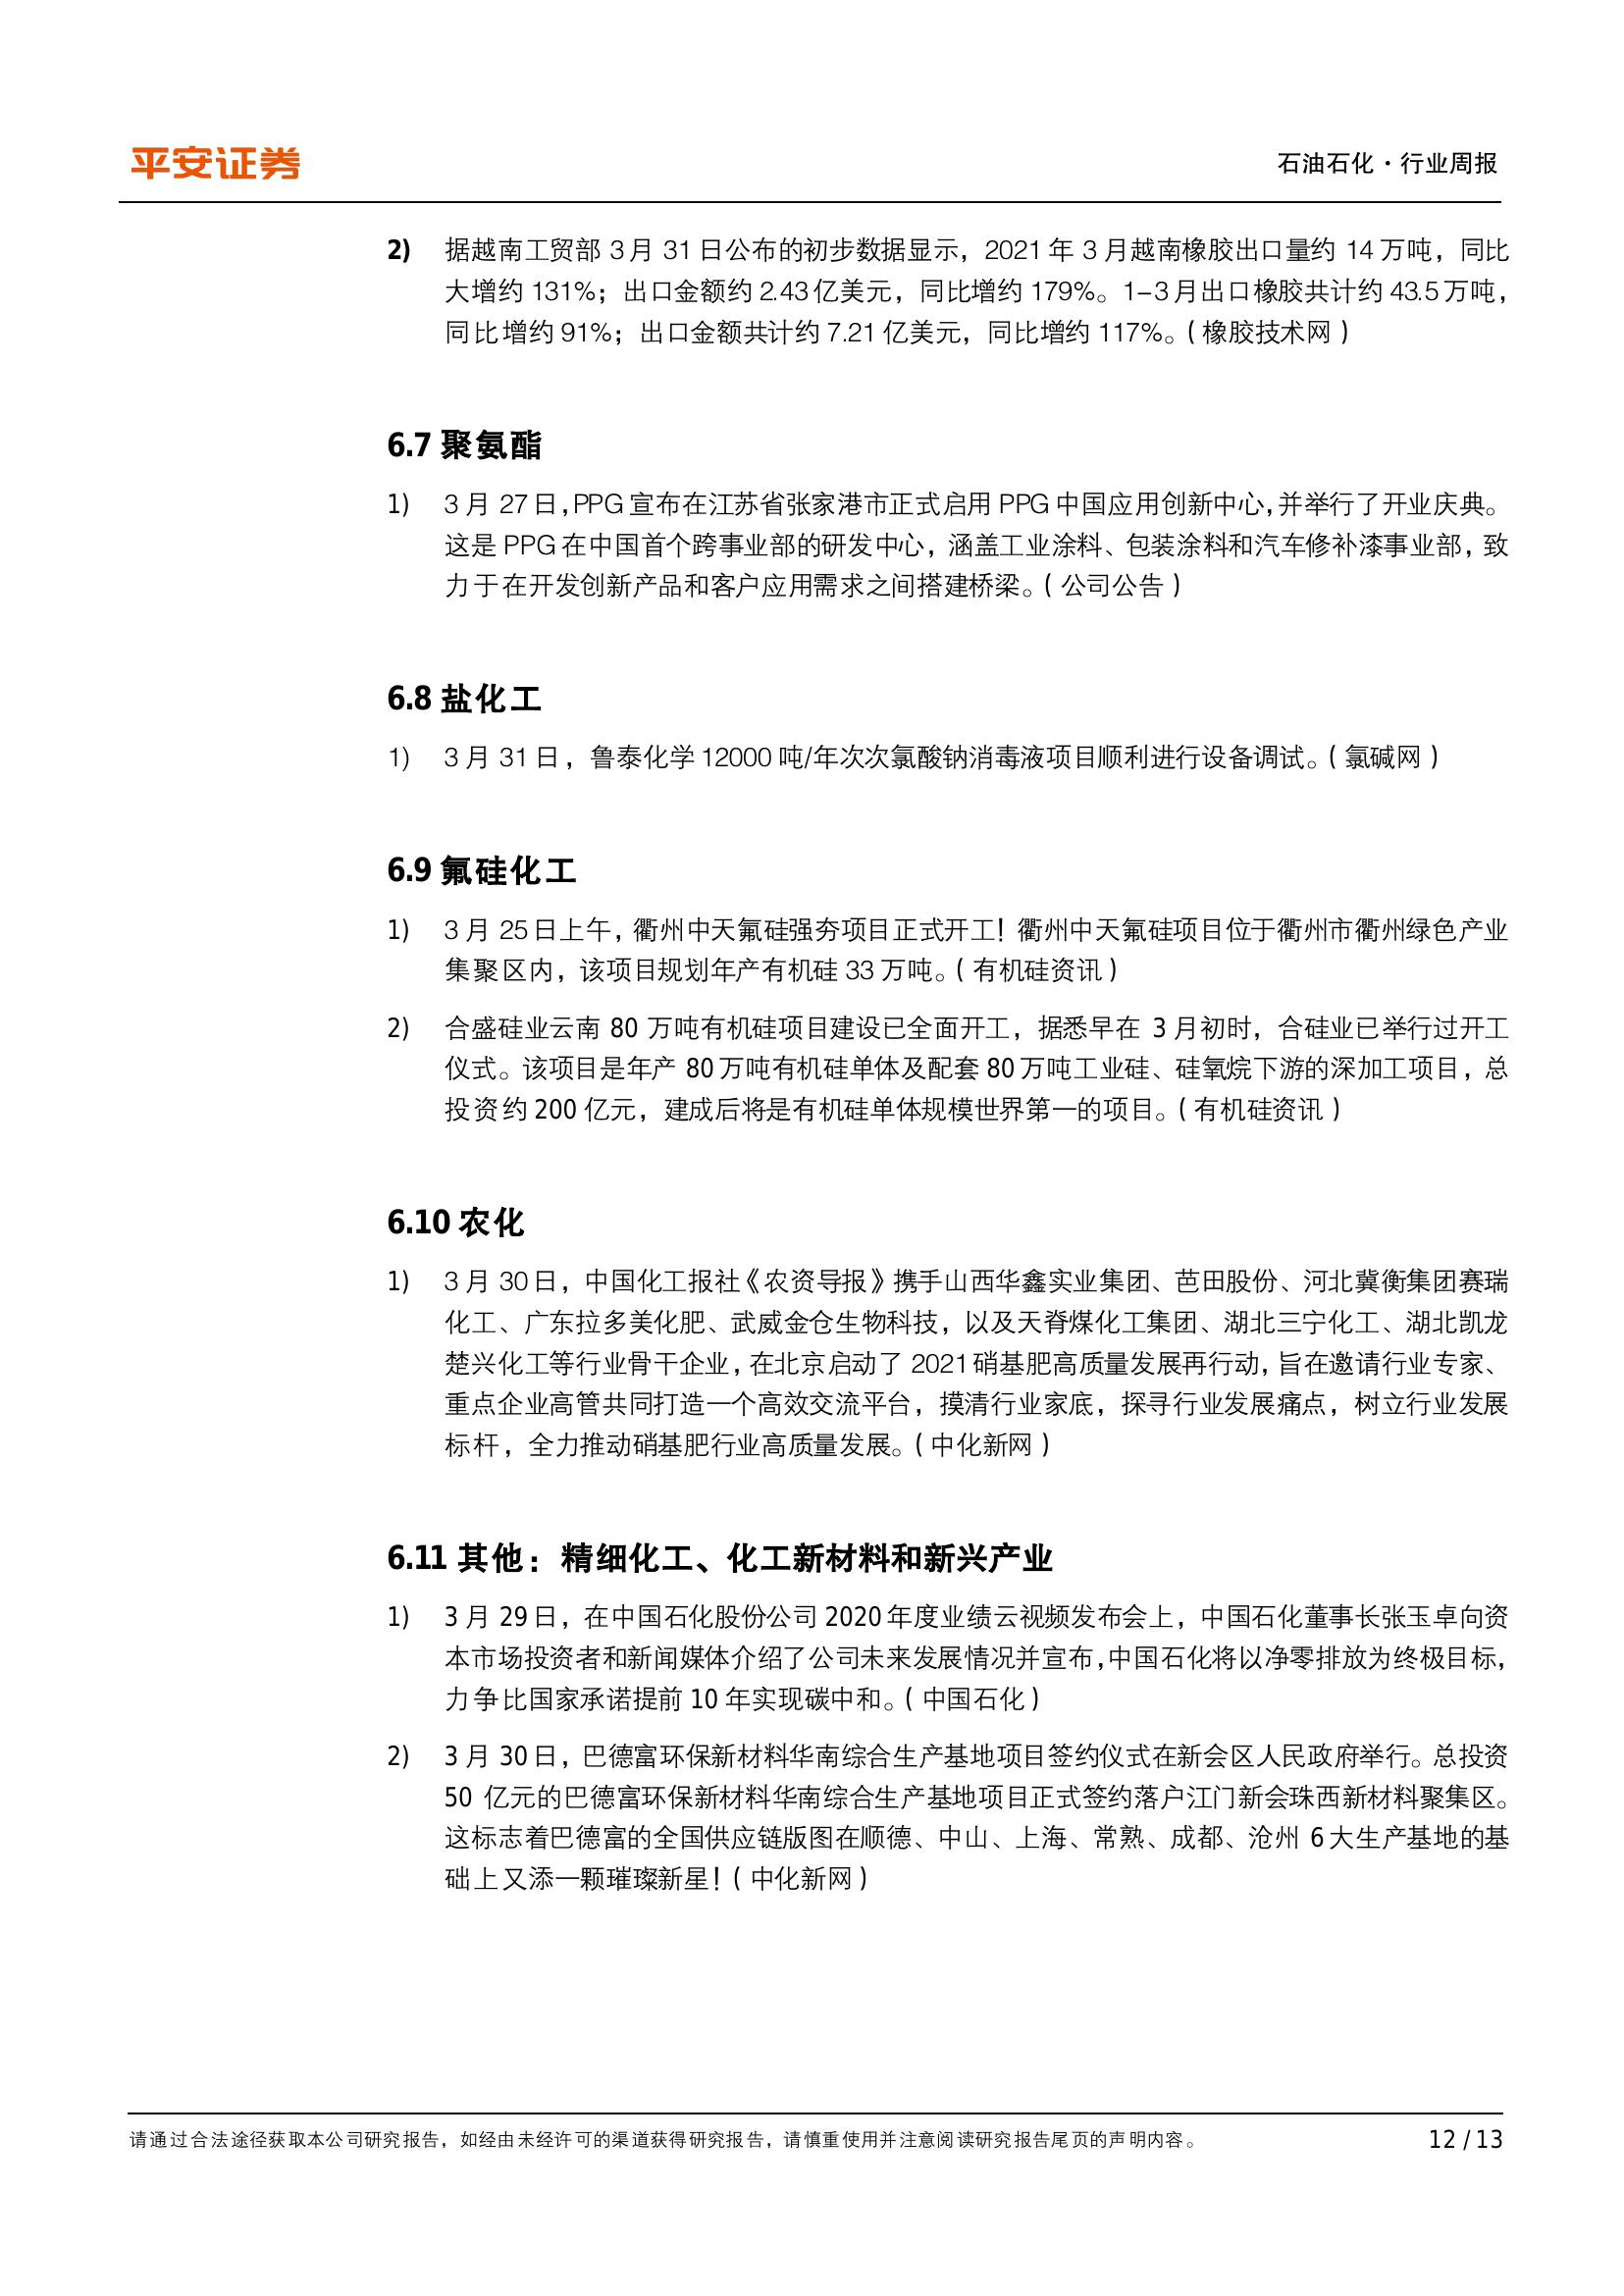 平安证券
石油石化·行业周报
2) 据越南工贸部 3 月 31 日公布的初步数据显示，2021 年 3 月越南橡胶出口量约 14 万吨，同比
大增约 131%；出口金额约 2.43 亿美元，同比增约 179%。1-3 月出口橡胶共计约 43.5 万吨，
同比增约 91%；出口金额共计约 7.21 亿美元，同比增约 117%。（橡胶技术网）
6.7 聚氨酯
1) 3 月 27 日，PPG 宣布在江苏省张家港市正式启用 PPG 中国应用创新中心，并举行了开业庆典。
这是 PPG 在中国首个跨事业部的研发中心，涵盖工业涂料、包装涂料和汽车修补漆事业部，致
力于在开发创新产品和客户应用需求之间搭建桥梁。（公司公告）
6.8 盐化工
1) 3 月 31 日，鲁泰化学 12000 吨/年次次氯酸钠消毒液项目顺利进行设备调试。（氯碱网）
6.9 氟硅化工
1) 3 月 25 日上午，衢州中天氟硅强夯项目正式开工！衢州中天氟硅项目位于衢州市衢州绿色产业
集聚区内，该项目规划年产有机硅 33 万吨。（有机硅资讯）
2) 合盛硅业云南 80 万吨有机硅项目建设已全面开工，据悉早在 3 月初时，合硅业已举行过开工
仪式。该项目是年产 80 万吨有机硅单体及配套 80 万吨工业硅、硅氧烷下游的深加工项目，总
投资约 200 亿元，建成后将是有机硅单体规模世界第一的项目。（有机硅资讯）
6.10 农化
1) 3 月 30 日，中国化工报社《农资导报》携手山西华鑫实业集团、芭田股份、河北冀衡集团赛瑞
化工、广东拉多美化肥、武威金仓生物科技，以及天脊煤化工集团、湖北三宁化工、湖北凯龙
楚兴化工等行业骨干企业，在北京启动了 2021 硝基肥高质量发展再行动，旨在邀请行业专家、
重点企业高管共同打造一个高效交流平台，摸清行业家底，探寻行业发展痛点，树立行业发展
标杆，全力推动硝基肥行业高质量发展。（中化新网）
6.11 其他：精细化工、化工新材料和新兴产业
1) 3 月 29 日，在中国石化股份公司 2020 年度业绩云视频发布会上，中国石化董事长张玉卓向资
本市场投资者和新闻媒体介绍了公司未来发展情况并宣布，中国石化将以净零排放为终极目标，
力争比国家承诺提前 10 年实现碳中和。（中国石化）
2) 3 月 30 日，巴德富环保新材料华南综合生产基地项目签约仪式在新会区人民政府举行。总投资
50 亿元的巴德富环保新材料华南综合生产基地项目正式签约落户江门新会珠西新材料聚集区。
这标志着巴德富的全国供应链版图在顺德、中山、上海、常熟、成都、沧州 6 大生产基地的基
础上又添一颗璀璨新星！（中化新网）
请通过合法途径获取本公司研究报告，如经由未经许可的渠道获得研究报告，请慎重使用并注意阅读研究报告尾页的声明内容。
12 / 13